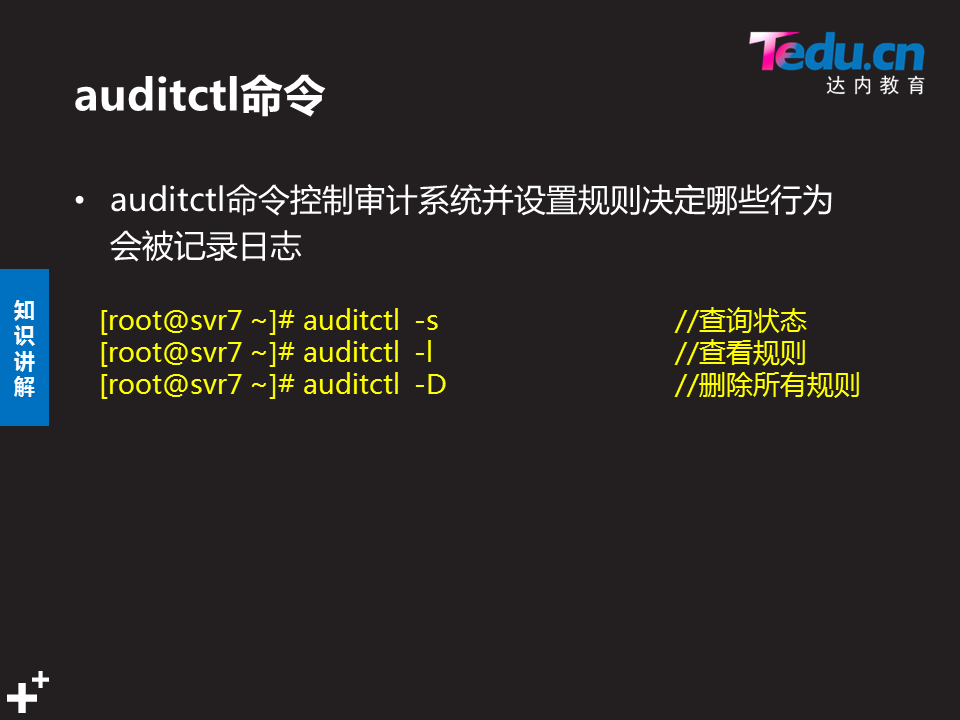 Tedu.cn
达内教育
auditctl命令
• auditctl命令控制审计系统并设置规则决定哪些行为
会被记录日志
知识讲解
[root@svr7 ~]# auditctl  -s //查询状态
[root@svr7 ~]# auditctl  -l //查看规则
[root@svr7 ~]# auditctl  -D //删除所有规则